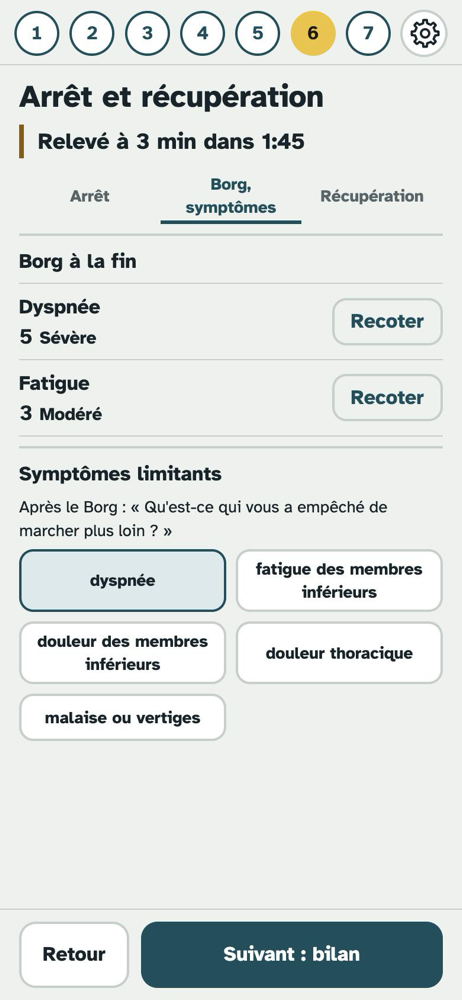 1 2 3 4 5 6 7
Arrêt et récupération
Relevé à 3 min dans 1:45
Arrêt
Borg,
symptômes
Récupération
Borg à la fin
Dyspnée
5 Sévère
Recoter
Fatigue
3 Modéré
Recoter
Symptômes limitants
Après le Borg : « Qu'est-ce qui vous a empêché de
marcher plus loin ? »
dyspnée
fatigue des membres
inférieurs
douleur des membres
inférieurs
douleur thoracique
malaise ou vertiges
Retour
Suivant : bilan